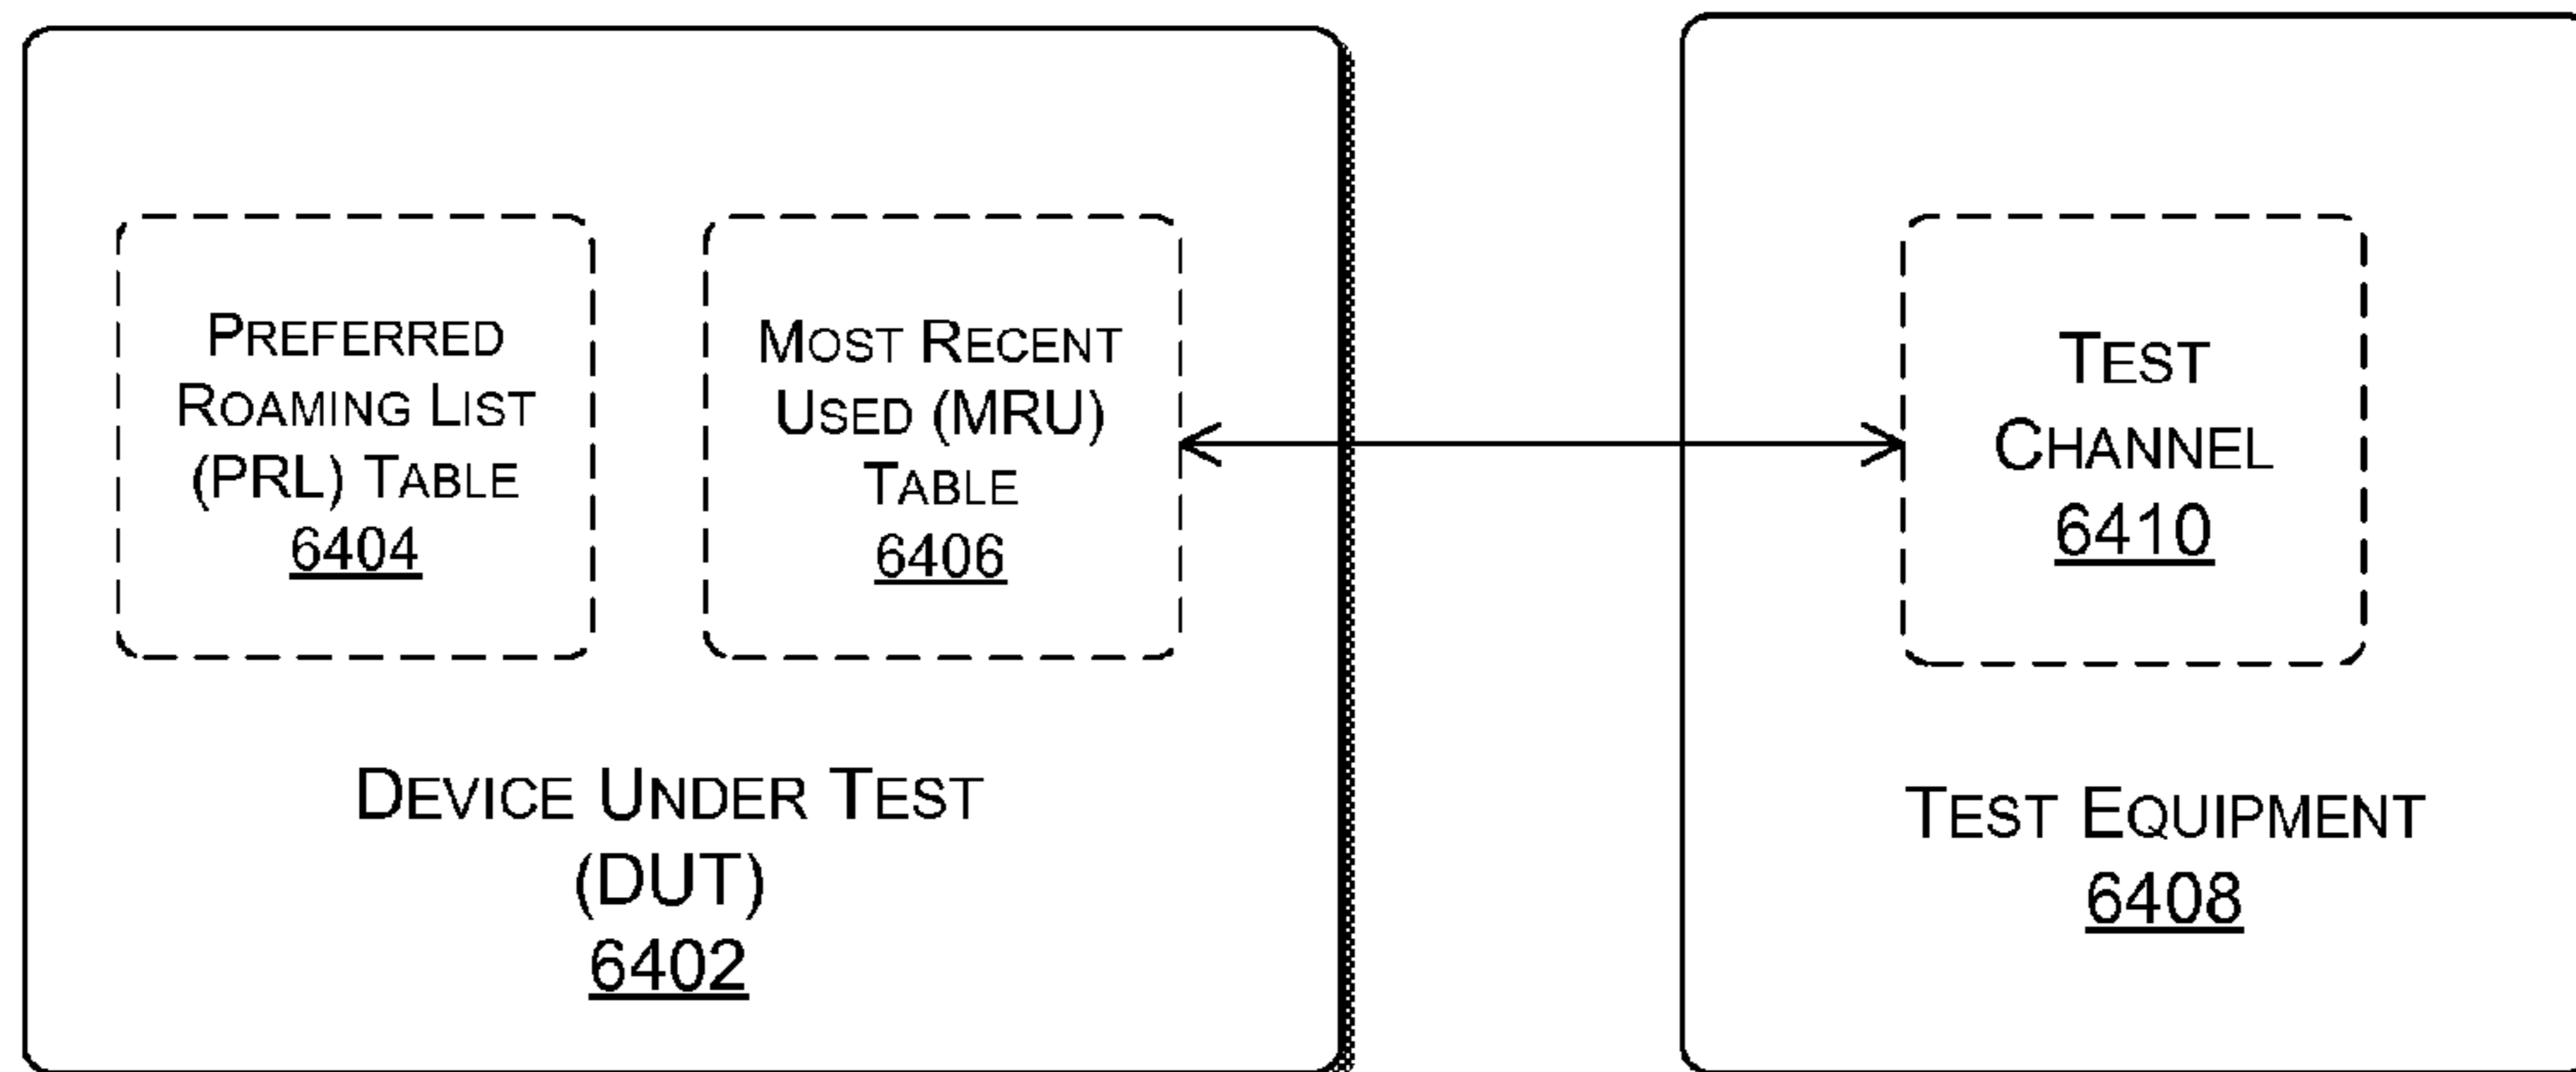 PREFERRED
ROAMING LIST
(PRL) TABLE
6404
MOST RECENT
USED (MRU)
TABLE
6406
DEVICE UNDER TEST
(DUT)
6402
TEST
CHANNEL
6410
TEST EQUIPMENT
6408